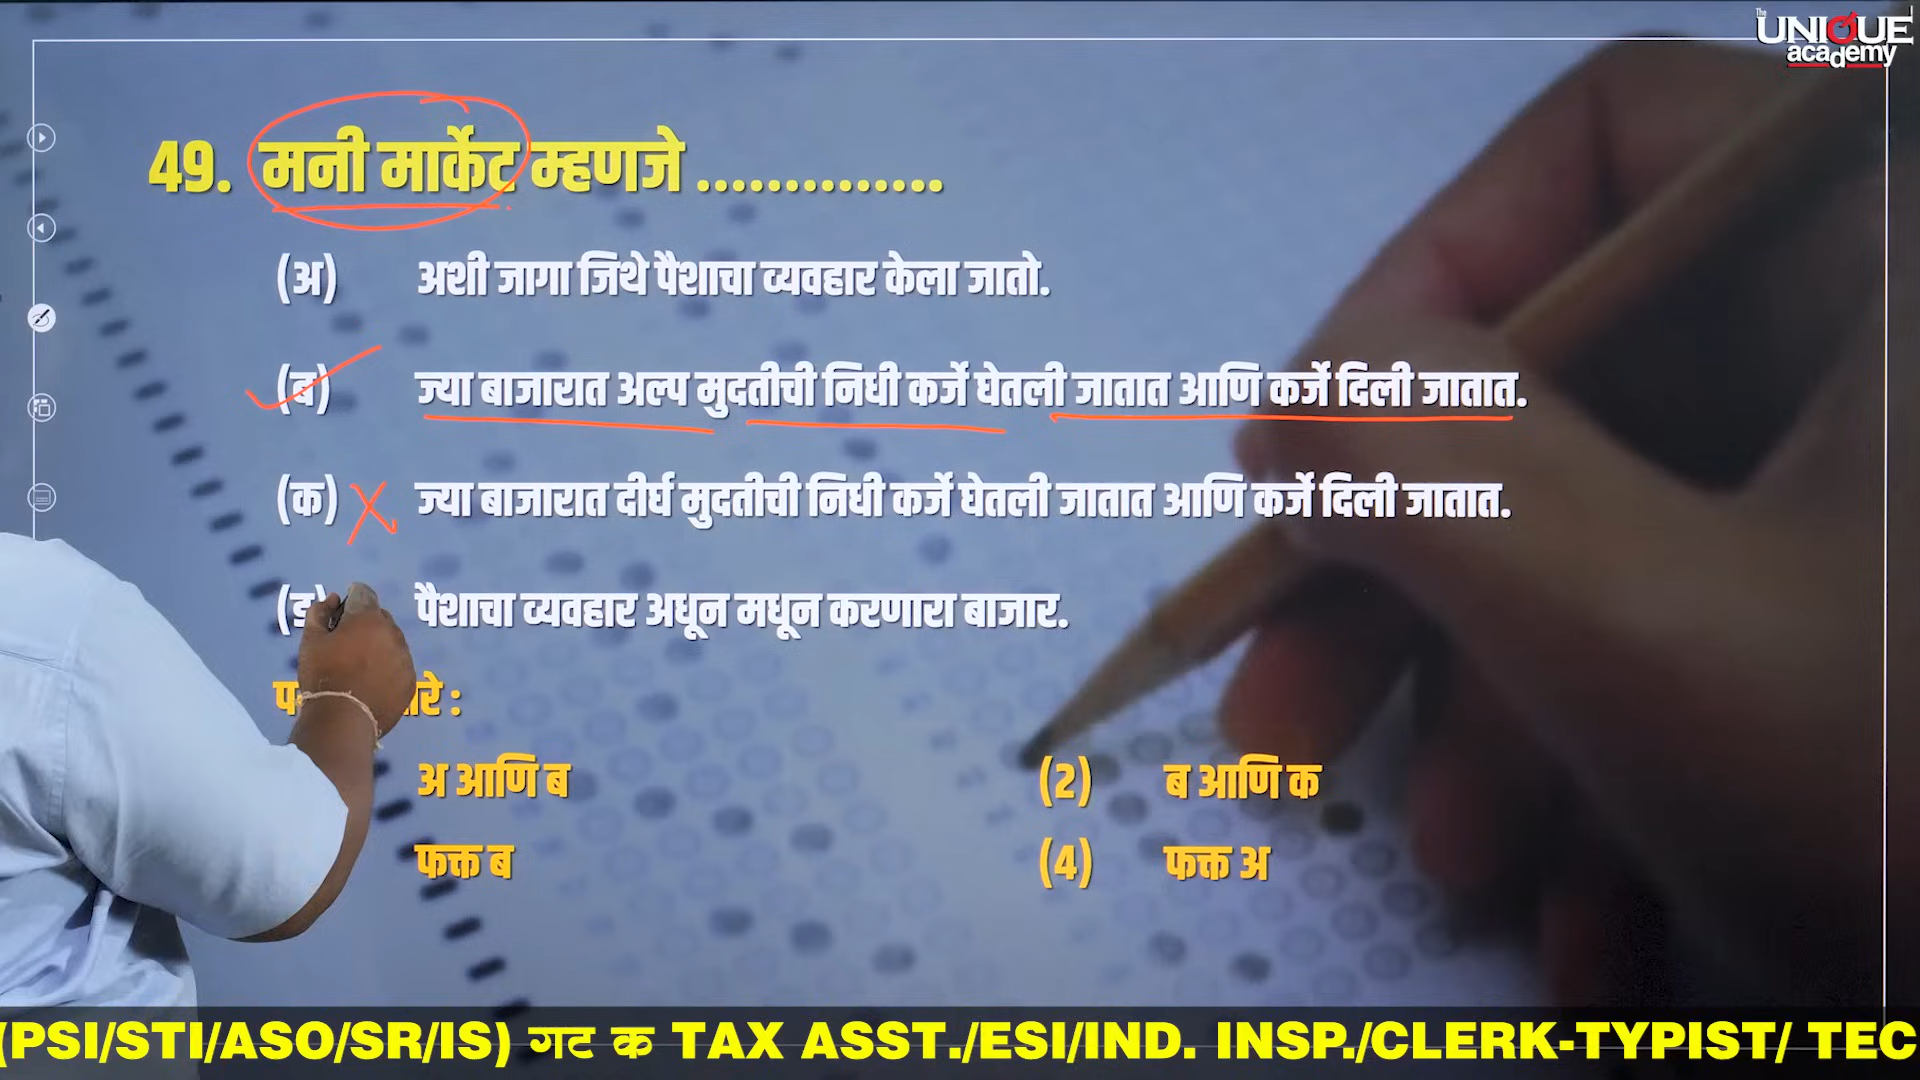 The UNIQUE academy
49. मनी मार्केट म्हणजे ..............
(अ) अशी जागा जिथे पैशाचा व्यवहार केला जातो.
(ब) ज्या बाजारात अल्प मुदतीची निधी कर्जे घेतली जातात आणि कर्जे दिली जातात.
(क) ज्या बाजारात दीर्घ मुदतीची निधी कर्जे घेतली जातात आणि कर्जे दिली जातात.
पैशाचा व्यवहार अधून मधून करणारा बाजार.
अ आणि ब (2) ब आणि क
फक्त ब (4) फक्त अ
(PSI/STI/ASO/SR/IS) गट क TAX ASST./ESI/IND. INSP./CLERK-TYPIST/ TEC